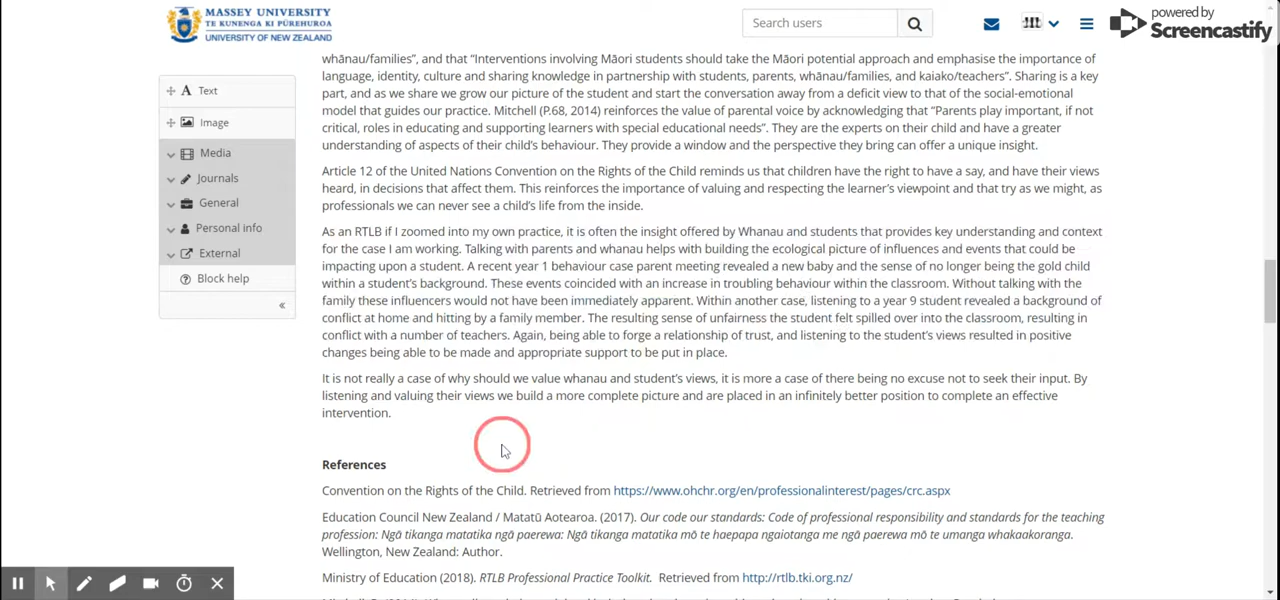 MASSEY UNIVERSITY
TE KUNENGA KI PŪREHUROA
UNIVERSITY OF NEW ZEALAND
Search users
powered by
Screencastify
Text
Image
Media
Journals
General
Personal info
External
Block help
«
whānau/families", and that "Interventions involving Māori students should take the Māori potential approach and emphasise the importance of
language, identity, culture and sharing knowledge in partnership with students, parents, whānau/families, and kaiako/teachers". Sharing is a key
part, and as we share we grow our picture of the student and start the conversation away from a deficit view to that of the social-emotional
model that guides our practice. Mitchell (P.68, 2014) reinforces the value of parental voice by acknowledging that "Parents play important, if not
critical, roles in educating and supporting learners with special educational needs". They are the experts on their child and have a greater
understanding of aspects of their child's behaviour. They provide a window and the perspective they bring can offer a unique insight.
Article 12 of the United Nations Convention on the Rights of the Child reminds us that children have the right to have a say, and have their views
heard, in decisions that affect them. This reinforces the importance of valuing and respecting the learner's viewpoint and that try as we might, as
professionals we can never see a child's life from the inside.
As an RTLB if I zoomed into my own practice, it is often the insight offered by Whanau and students that provides key understanding and context
for the case I am working. Talking with parents and whanau helps with building the ecological picture of influences and events that could be
impacting upon a student. A recent year 1 behaviour case parent meeting revealed a new baby and the sense of no longer being the gold child
within a student's background. These events coincided with an increase in troubling behaviour within the classroom. Without talking with the
family these influencers would not have been immediately apparent. Within another case, listening to a year 9 student revealed a background of
conflict at home and hitting by a family member. The resulting sense of unfairness the student felt spilled over into the classroom, resulting in
conflict with a number of teachers. Again, being able to forge a relationship of trust, and listening to the student's views resulted in positive
changes being able to be made and appropriate support to be put in place.
It is not really a case of why should we value whanau and student's views, it is more a case of there being no excuse not to seek their input. By
listening and valuing their views we build a more complete picture and are placed in an infinitely better position to complete an effective
intervention.
References
Convention on the Rights of the Child. Retrieved from https://www.ohchr.org/en/professionalinterest/pages/crc.aspx
Education Council New Zealand / Matatū Aotearoa. (2017). Our code our standards: Code of professional responsibility and standards for the teaching
profession: Ngā tikanga matatika ngā paerewa: Ngā tikanga matatika mō te haepapa ngaiotanga me ngā paerewa mō te umanga whakaakoranga.
Wellington, New Zealand: Author.
Ministry of Education (2018). RTLB Professional Practice Toolkit. Retrieved from http://rtlb.tki.org.nz/